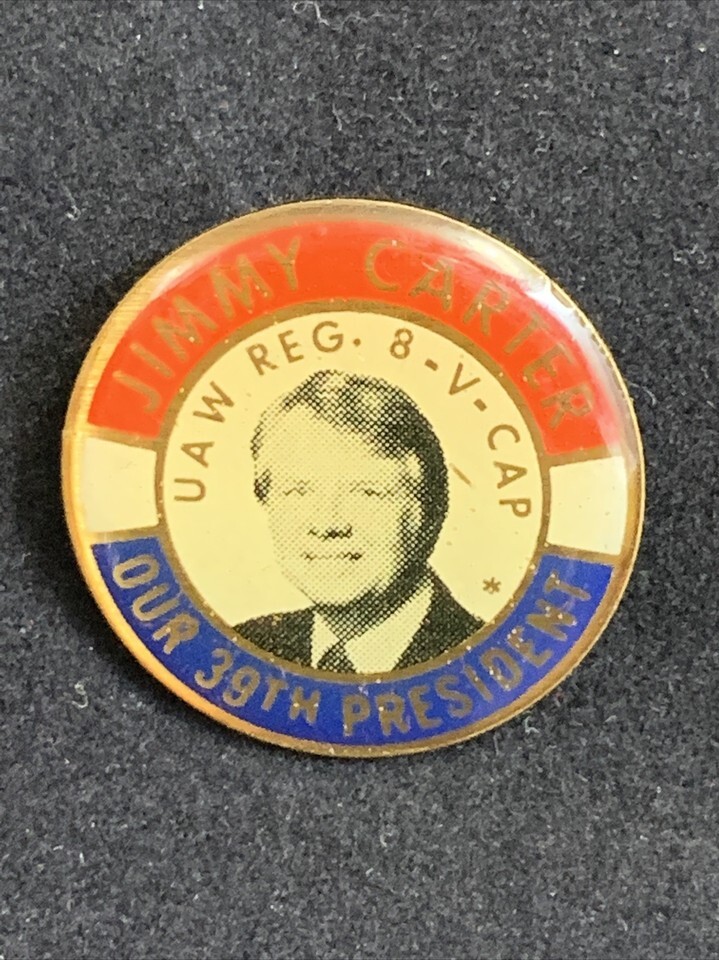 JIMMY CARTER
UAW REG. 8-V-CAP
*
OUR 39TH PRESIDENT